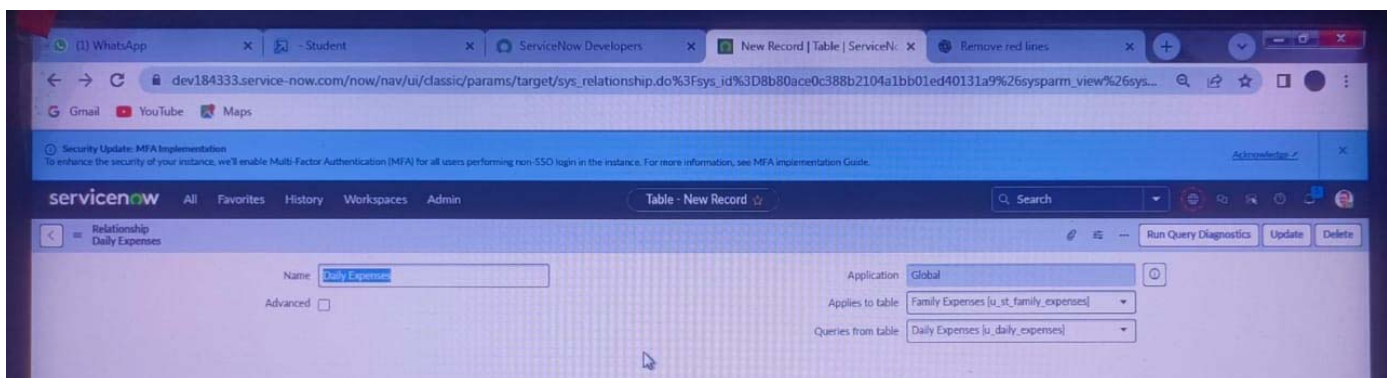 (1) WhatsApp
- Student
ServiceNow Developers
New Record | Table | ServiceNo
Remove red lines
dev184333.service-now.com/now/nav/ui/classic/params/target/sys_relationship.do%3Fsys_id%3D8b80ace0c388b2104a1bb01ed40131a9%26sysparm_view%26sys...
Gmail YouTube Maps
Security Update: MFA Implementation
To enhance the security of your instance, we'll enable Multi-Factor Authentication (MFA) for all users performing non-SSO login in the instance. For more information, see MFA implementation Guide.
Acknowledge
servicenow All Favorites History Workspaces Admin
Table - New Record
Search
Relationship
Daily Expenses
Run Query Diagnostics Update Delete
Name Daily Expenses
Application Global
Advanced
Applies to table Family Expenses [u_st_family_expenses]
Queries from table Daily Expenses [u_daily_expenses]